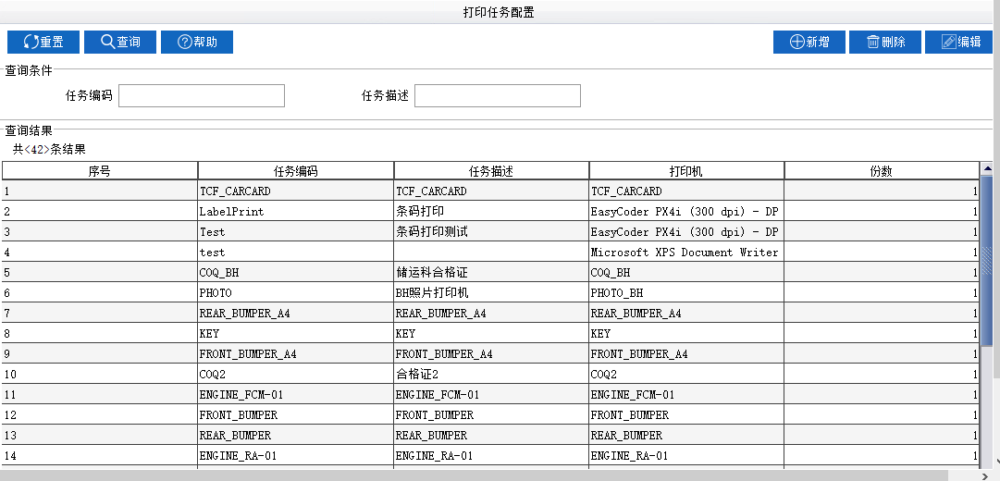 打印任务配置
重置 查询 帮助 新增 删除 编辑
查询条件
任务编码 任务描述
查询结果
共<42>条结果
序号 任务编码 任务描述 打印机 份数
1 TCF_CARCARD TCF_CARCARD TCF_CARCARD 1
2 LabelPrint 条码打印 EasyCoder PX4i (300 dpi) - DP 1
3 Test 条码打印测试 EasyCoder PX4i (300 dpi) - DP 1
4 test Microsoft XPS Document Writer 1
5 COQ_BH 储运科合格证 COQ_BH 1
6 PHOTO BH照片打印机 PHOTO_BH 1
7 REAR_BUMPER_A4 REAR_BUMPER_A4 REAR_BUMPER_A4 1
8 KEY KEY KEY 1
9 FRONT_BUMPER_A4 FRONT_BUMPER_A4 FRONT_BUMPER_A4 1
10 COQ2 合格证2 COQ2 1
11 ENGINE_FCM-01 ENGINE_FCM-01 ENGINE_FCM-01 1
12 FRONT_BUMPER FRONT_BUMPER FRONT_BUMPER 1
13 REAR_BUMPER REAR_BUMPER REAR_BUMPER 1
14 ENGINE_RA-01 ENGINE_RA-01 ENGINE_RA-01 1